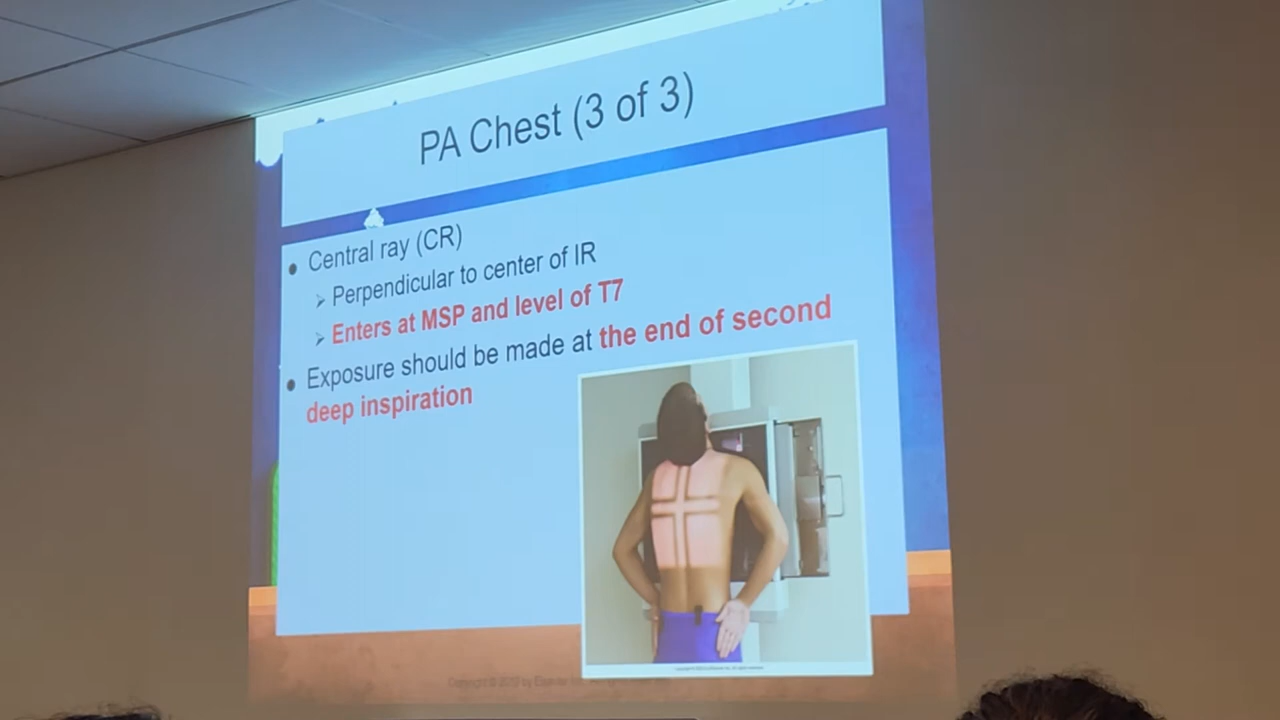 PA Chest (3 of 3)
• Central ray (CR)
➢ Perpendicular to center of IR
➢ Enters at MSP and level of T7
• Exposure should be made at the end of second
deep inspiration